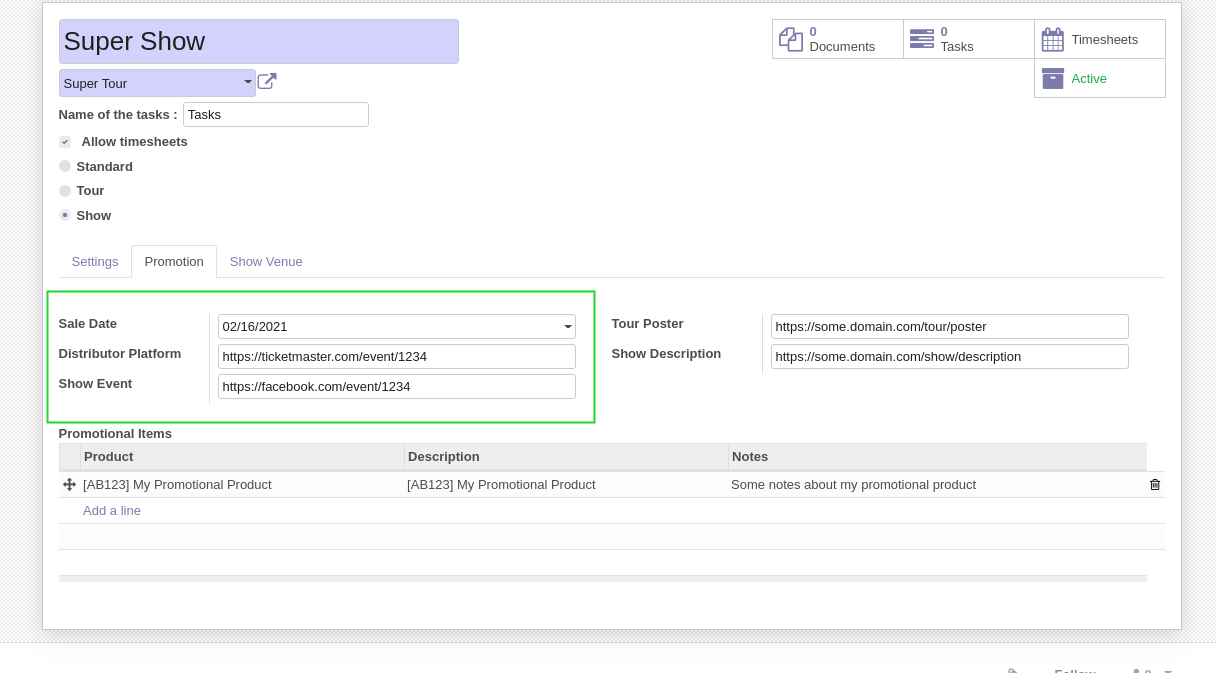 Super Show
0
Documents
0
Tasks
Timesheets
Super Tour
Active
Name of the tasks : Tasks
Allow timesheets
Standard
Tour
Show
Settings Promotion Show Venue
Sale Date 02/16/2021
Distributor Platform https://ticketmaster.com/event/1234
Show Event https://facebook.com/event/1234
Tour Poster https://some.domain.com/tour/poster
Show Description https://some.domain.com/show/description
Promotional Items
Product Description Notes
[AB123] My Promotional Product [AB123] My Promotional Product Some notes about my promotional product
Add a line
Follow 0